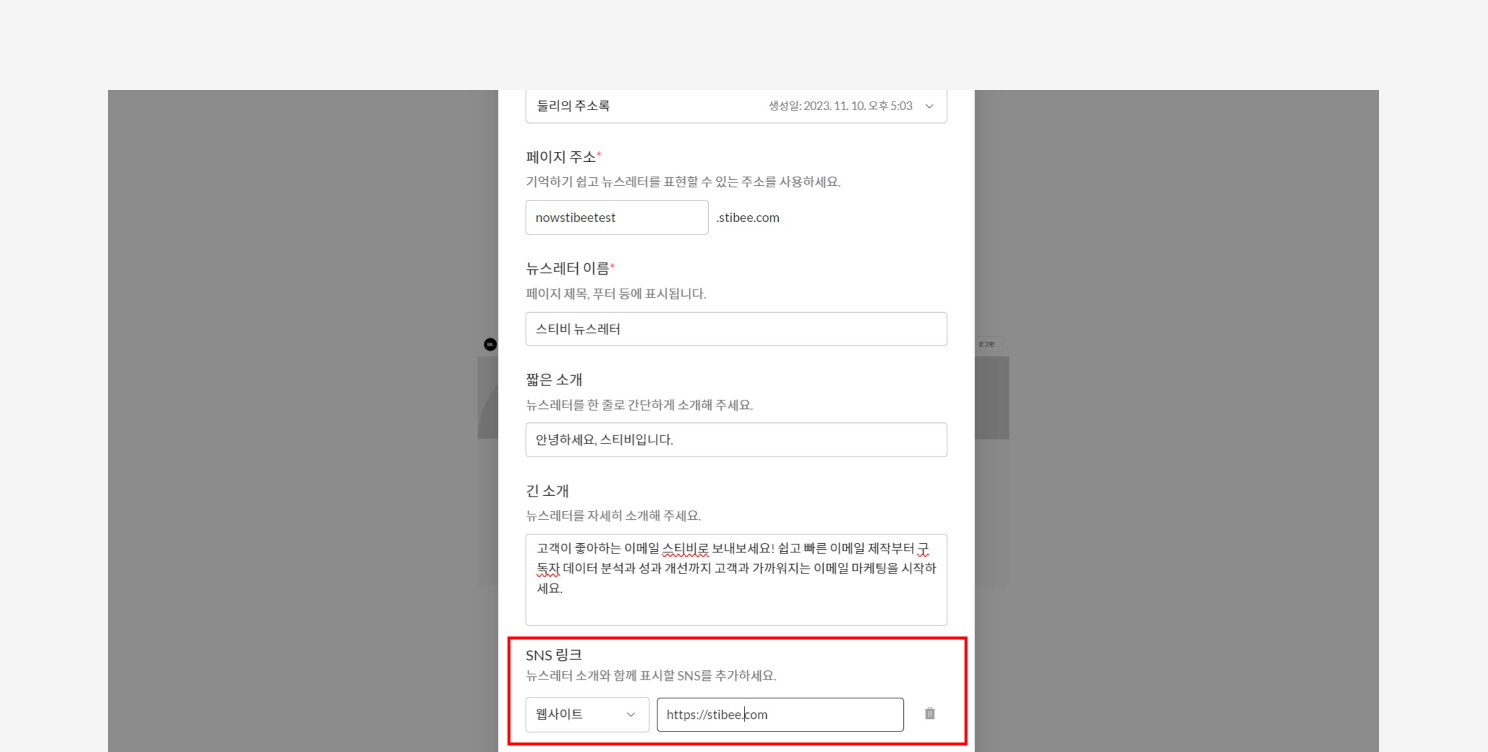 둘리의 주소록 생성일: 2023. 11. 10. 오후 5:03
페이지 주소*
기억하기 쉽고 뉴스레터를 표현할 수 있는 주소를 사용하세요.
nowstibeetest .stibee.com
뉴스레터 이름*
페이지 제목, 푸터 등에 표시됩니다.
스티비 뉴스레터
로그인
짧은 소개
뉴스레터를 한 줄로 간단하게 소개해 주세요.
안녕하세요, 스티비입니다.
긴 소개
뉴스레터를 자세히 소개해 주세요.
고객이 좋아하는 이메일 스티비로 보내보세요! 쉽고 빠른 이메일 제작부터 구
독자 데이터 분석과 성과 개선까지 고객과 가까워지는 이메일 마케팅을 시작하
세요.
SNS 링크
뉴스레터 소개와 함께 표시할 SNS를 추가하세요.
웹사이트 https://stibee.com